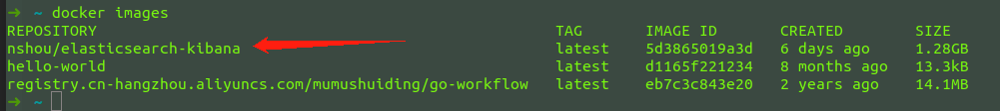 ➜ ~ docker images
REPOSITORY TAG IMAGE ID CREATED SIZE
nshou/elasticsearch-kibana latest 5d3865019a3d 6 days ago 1.28GB
hello-world latest d1165f221234 8 months ago 13.3kB
registry.cn-hangzhou.aliyuncs.com/mumushuiding/go-workflow latest eb7c3c843e20 2 years ago 14.1MB
➜ ~